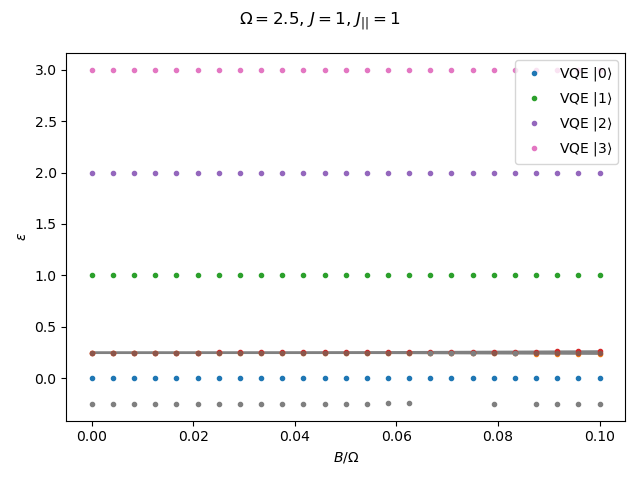 Ω = 2.5, J = 1, J_{||} = 1
3.0
2.5
2.0
1.5
1.0
0.5
0.0
ε
VQE |0⟩
VQE |1⟩
VQE |2⟩
VQE |3⟩
0.00 0.02 0.04 0.06 0.08 0.10
B/Ω